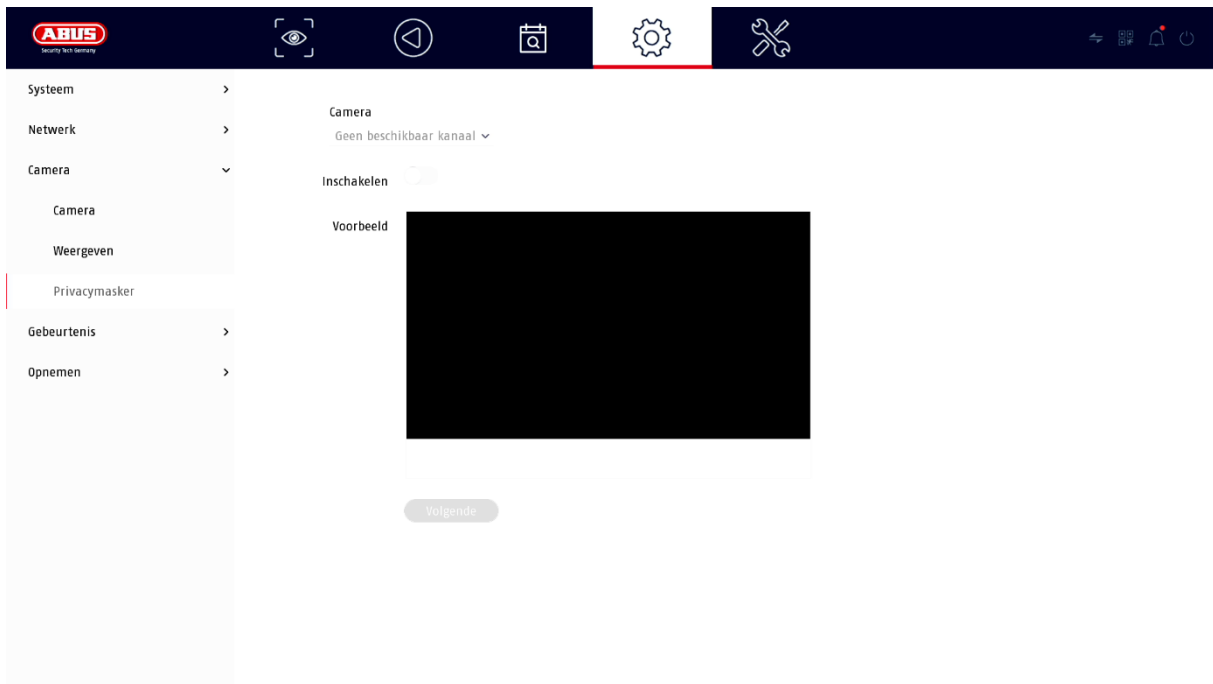 ABUS
Security Tech Germany
Systeem
Netwerk
Camera
Camera
Weergeven
Privacymasker
Gebeurtenis
Opnemen
Camera
Geen beschikbaar kanaal
Inschakelen
Voorbeeld
Volgende